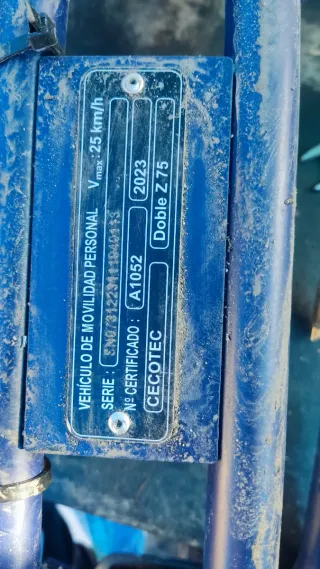 VEHÍCULO DE MOVILIDAD PERSONAL Vmax: 25 km/h
SERIE :
Nº CERTIFICADO : A1052 2023
CECOTEC Doble Z 75